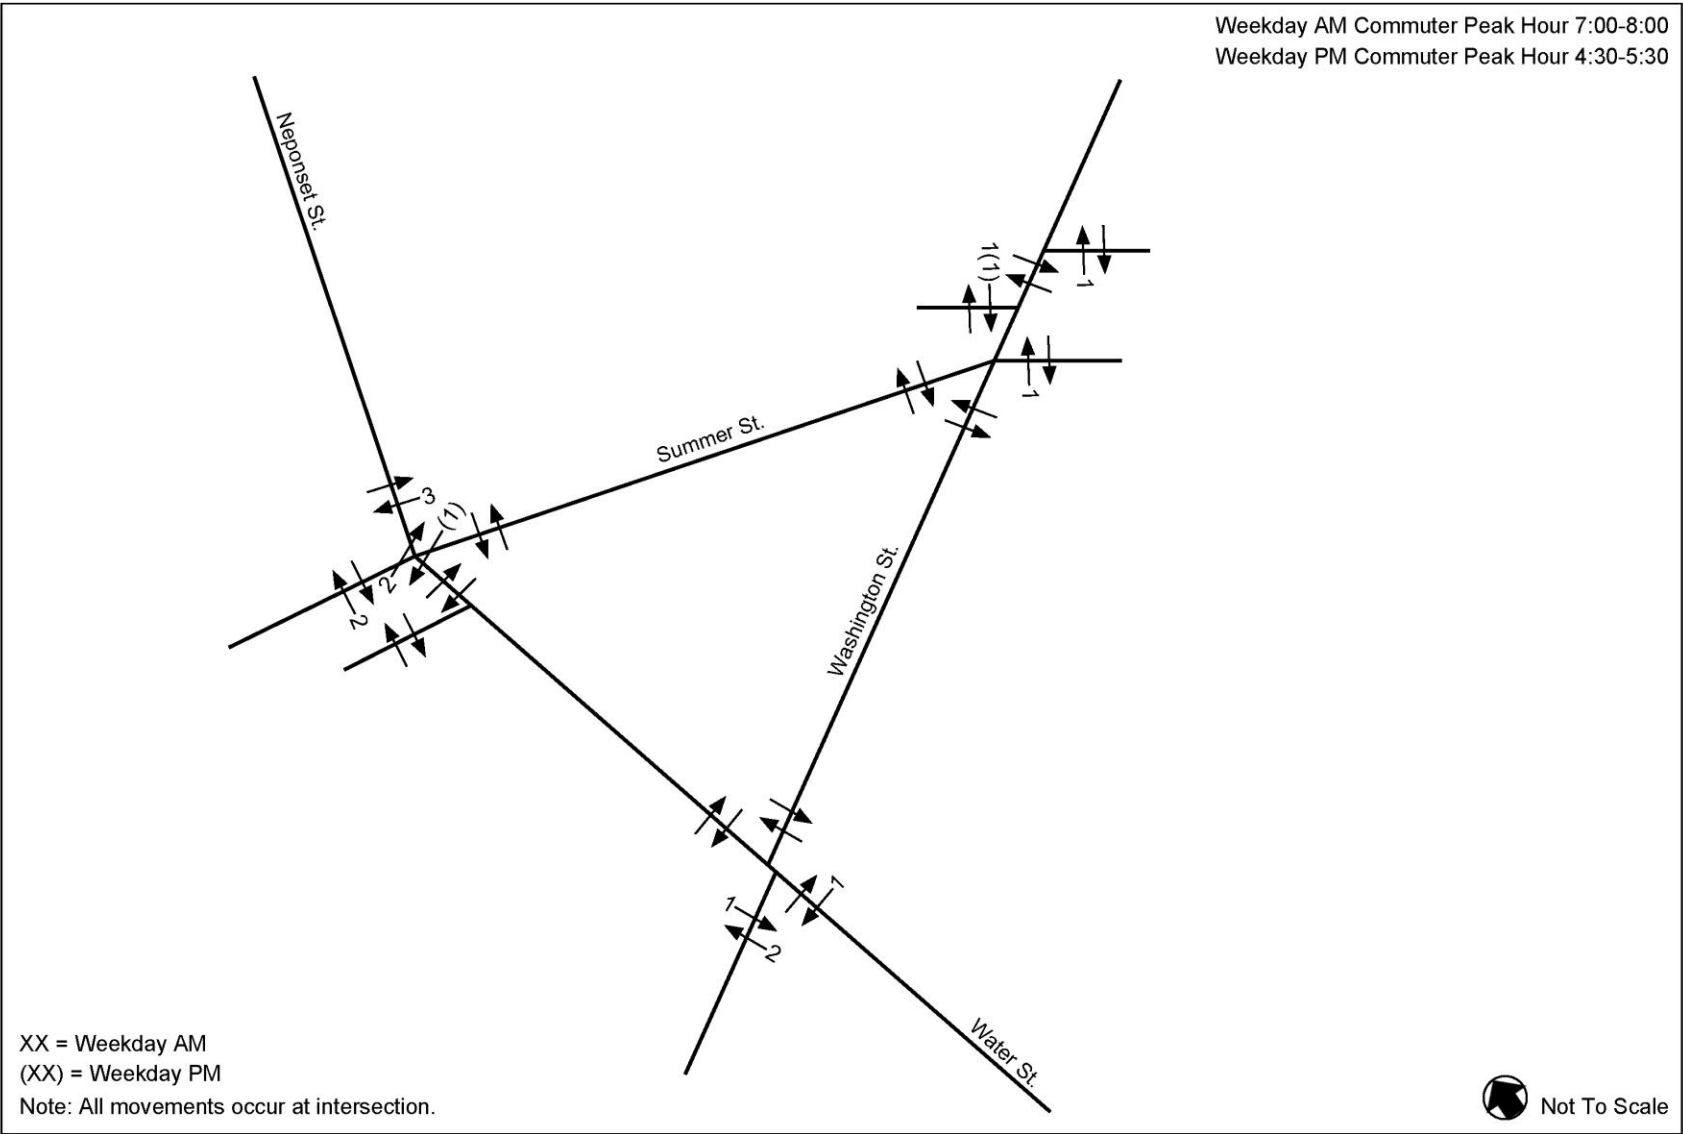 Weekday AM Commuter Peak Hour 7:00-8:00
Weekday PM Commuter Peak Hour 4:30-5:30
Neponset St.
1(1)
1
1
Summer St.
3
(1)
2
2
Washington St.
1
1
2
Water St.
XX = Weekday AM
(XX) = Weekday PM
Note: All movements occur at intersection.
Not To Scale